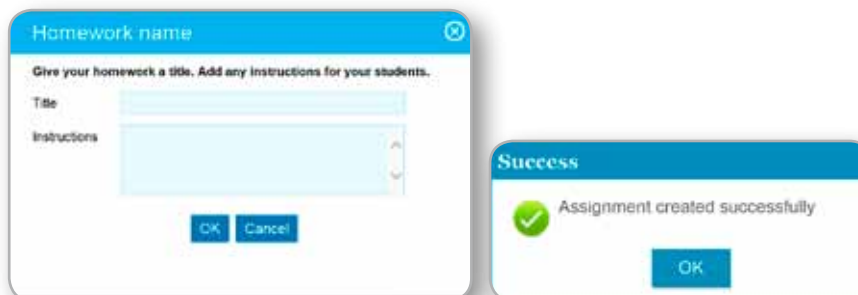 Homework name
Give your homework a title. Add any instructions for your students.
Title
Instructions
OK Cancel
Success
Assignment created successfully
OK